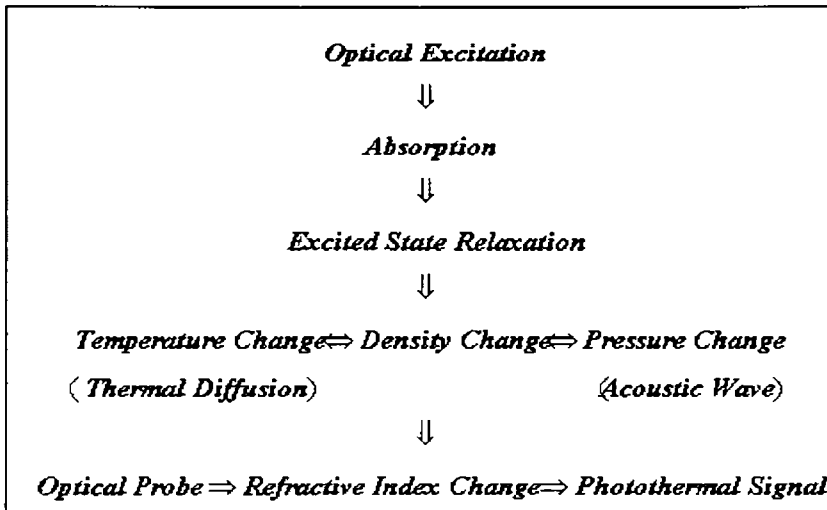 Optical Excitation
⇓
Absorption
⇓
Excited State Relaxation
⇓
Temperature Change⇔ Density Change⇔ Pressure Change
( Thermal Diffusion) (Acoustic Wave)
⇓
Optical Probe ⇒ Refractive Index Change⇒ Photothermal Signal